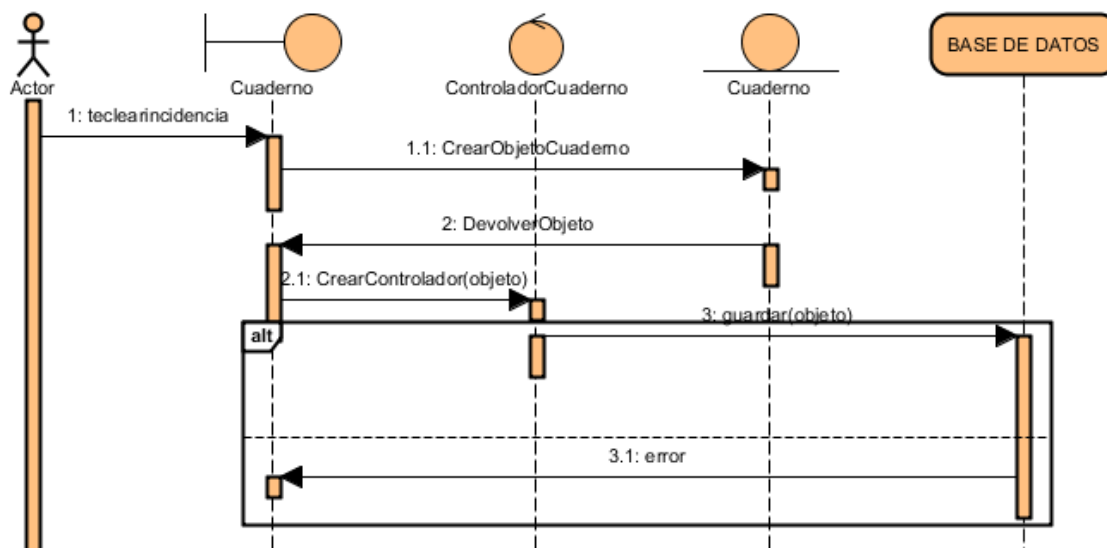 BASE DE DATOS
Actor
Cuaderno
ControladorCuaderno
Cuaderno
1: teclearincidencia
1.1: CrearObjetoCuaderno
2: DevolverObjeto
2.1: CrearControlador(objeto)
3: guardar(objeto)
alt
3.1: error